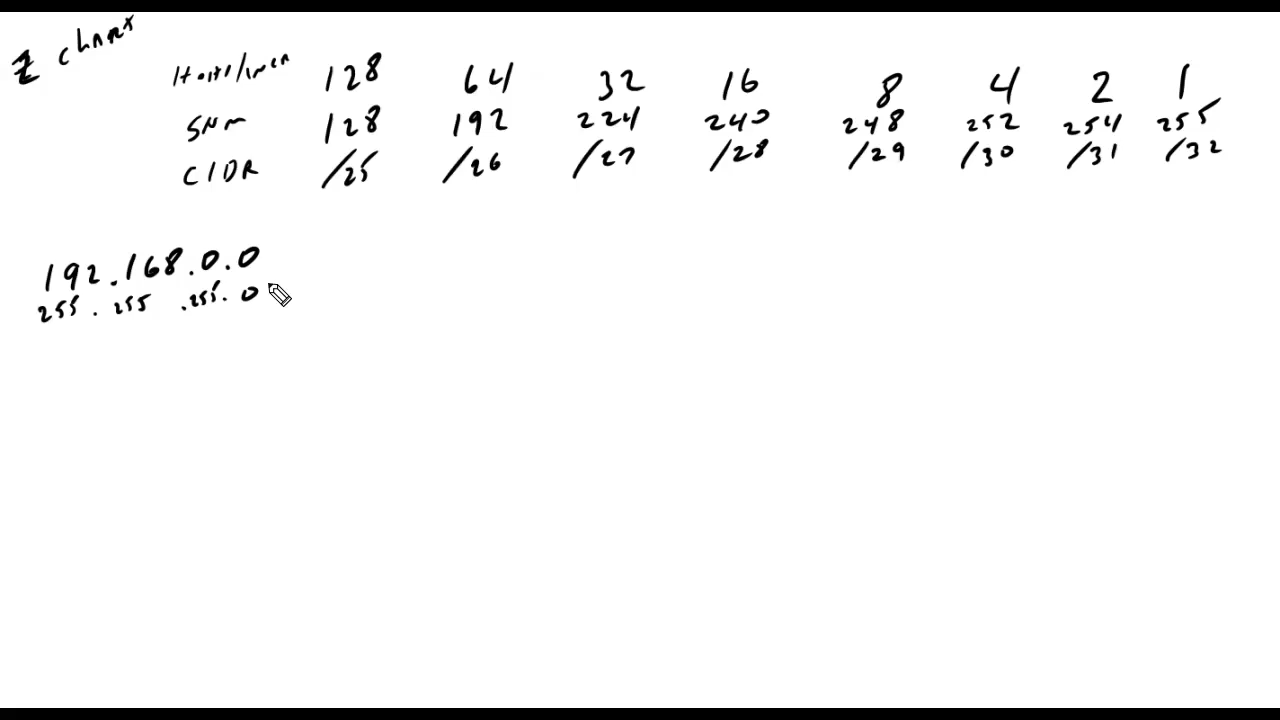 Z chart
Hosts/incr 128 64 32 16 8 4 2 1
SNM 128 192 224 240 248 252 254 255
CIDR /25 /26 /27 /28 /29 /30 /31 /32
192.168.0.0
255.255.255.0